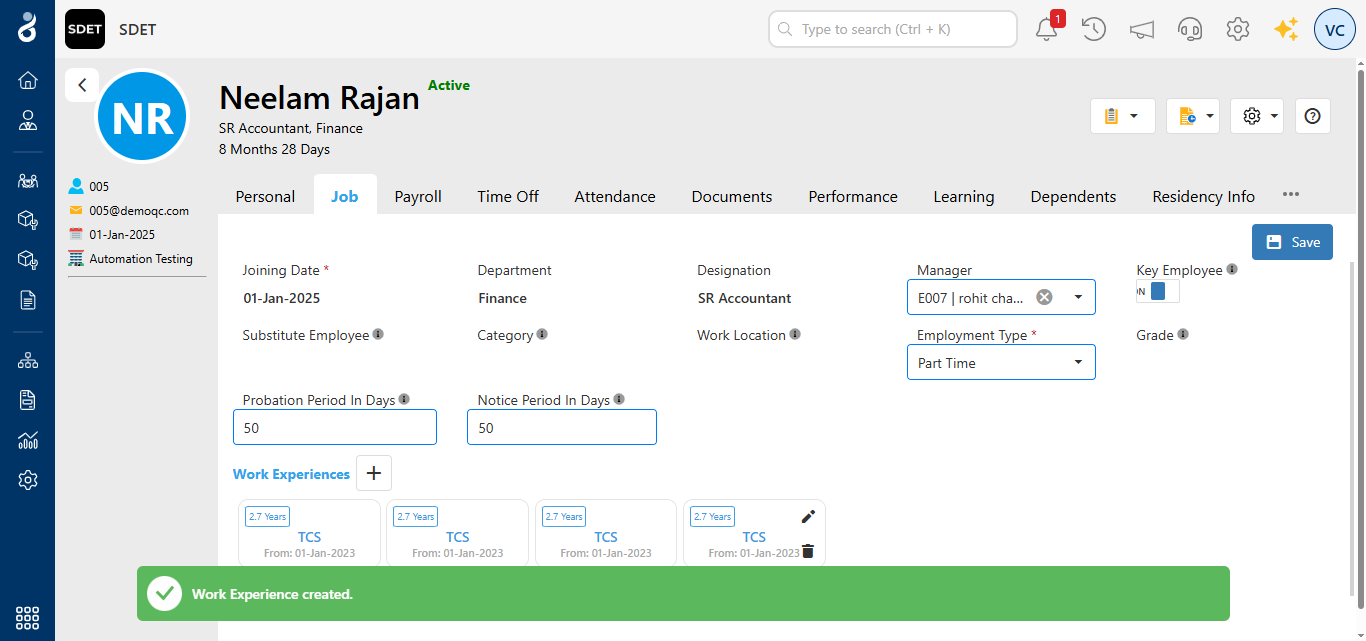 SDET
SDET
Type to search (Ctrl + K)
1
VC
NR
Neelam Rajan
Active
SR Accountant, Finance
8 Months 28 Days
005
005@demoqc.com
01-Jan-2025
Automation Testing
Personal
Job
Payroll
Time Off
Attendance
Documents
Performance
Learning
Dependents
Residency Info
Save
Joining Date *
Department
Designation
Manager
Key Employee
01-Jan-2025
Finance
SR Accountant
E007 | rohit cha...
ON
Substitute Employee
Category
Work Location
Employment Type *
Grade
Part Time
Probation Period In Days
Notice Period In Days
50
50
Work Experiences
2.7 Years
TCS
From: 01-Jan-2023
2.7 Years
TCS
From: 01-Jan-2023
2.7 Years
TCS
From: 01-Jan-2023
2.7 Years
TCS
From: 01-Jan-2023
Work Experience created.